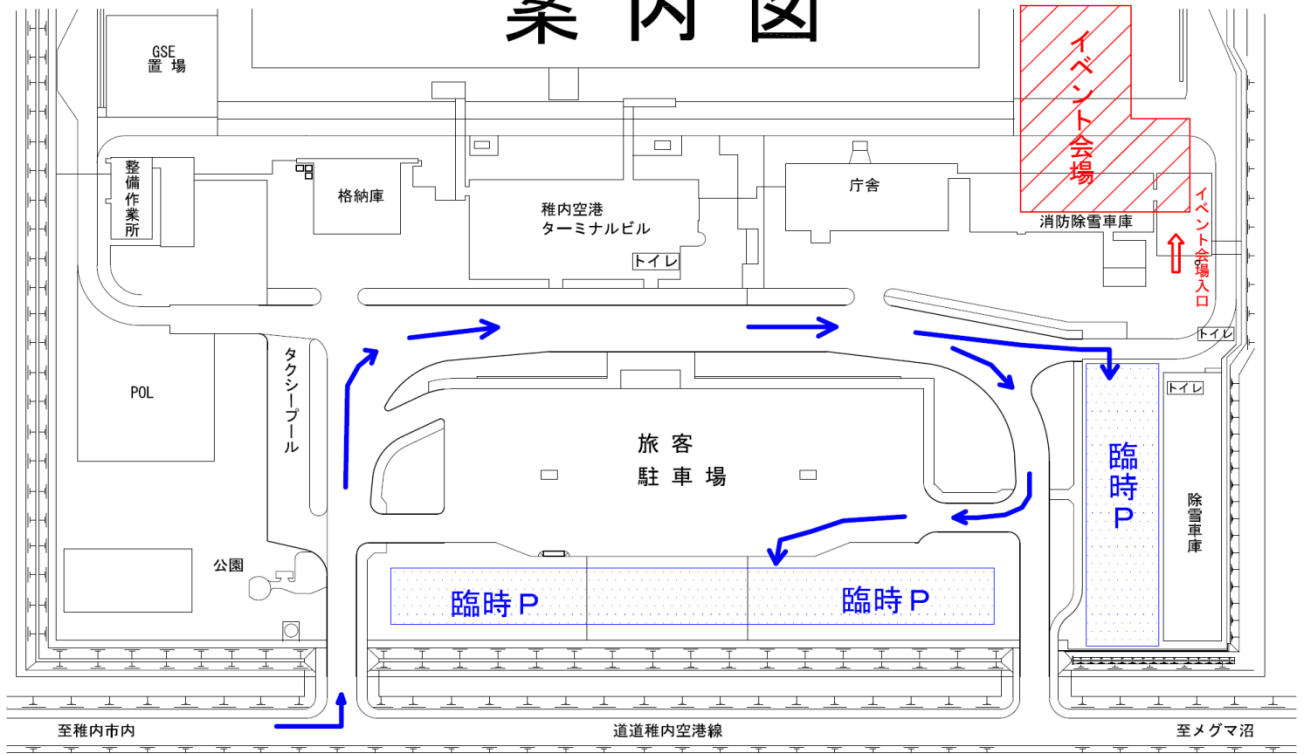 案内図
GSE
置場
イベント会場
整備作業所
格納庫
稚内空港
ターミナルビル
トイレ
庁舎
消防除雪車庫
イベント会場入口
トイレ
POL
タクシープール
旅客
駐車場
トイレ
臨時P
除雪車庫
公園
臨時P
臨時P
至稚内市内
道道稚内空港線
至メグマ沼